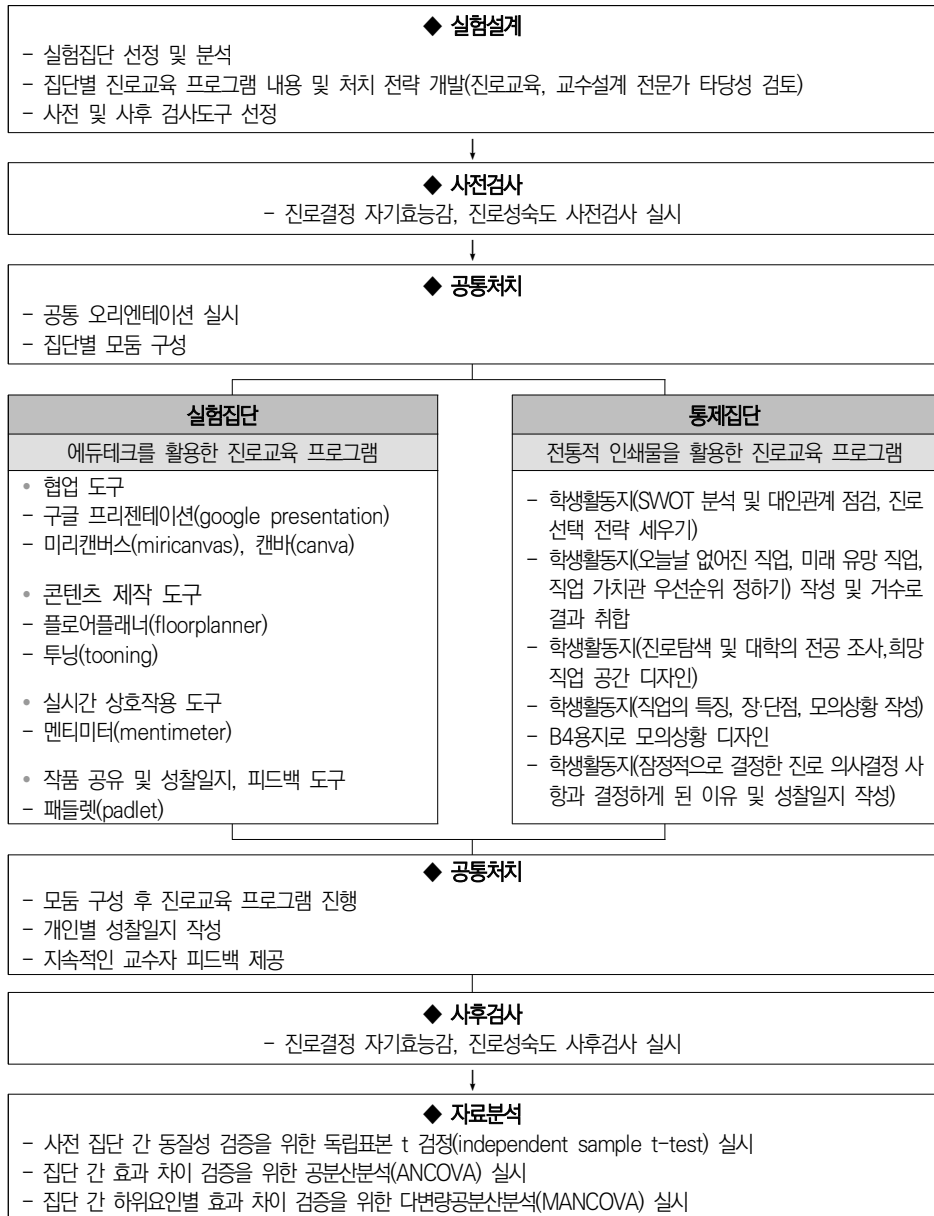 ◆ 실험설계
- 실험집단 선정 및 분석
- 집단별 진로교육 프로그램 내용 및 처치 전략 개발(진로교육, 교수설계 전문가 타당성 검토)
- 사전 및 사후 검사도구 선정
◆ 사전검사
- 진로결정 자기효능감, 진로성숙도 사전검사 실시
◆ 공통처치
- 공통 오리엔테이션 실시
- 집단별 모둠 구성
실험집단
에듀테크를 활용한 진로교육 프로그램
• 협업 도구
- 구글 프리젠테이션(google presentation)
- 미리캔버스(miricanvas), 캔바(canva)
• 콘텐츠 제작 도구
- 플로어플래너(floorplanner)
- 투닝(tooning)
• 실시간 상호작용 도구
- 멘티미터(mentimeter)
• 작품 공유 및 성찰일지, 피드백 도구
- 패들렛(padlet)
통제집단
전통적 인쇄물을 활용한 진로교육 프로그램
- 학생활동지(SWOT 분석 및 대인관계 점검, 진로
선택 전략 세우기)
- 학생활동지(오늘날 없어진 직업, 미래 유망 직업,
직업 가치관 우선순위 정하기) 작성 및 거수로
결과 취합
- 학생활동지(진로탐색 및 대학의 전공 조사,희망
직업 공간 디자인)
- 학생활동지(직업의 특징, 장·단점, 모의상황 작성)
- B4용지로 모의상황 디자인
- 학생활동지(잠정적으로 결정한 진로 의사결정 사
항과 결정하게 된 이유 및 성찰일지 작성)
◆ 공통처치
- 모둠 구성 후 진로교육 프로그램 진행
- 개인별 성찰일지 작성
- 지속적인 교수자 피드백 제공
◆ 사후검사
- 진로결정 자기효능감, 진로성숙도 사후검사 실시
◆ 자료분석
- 사전 집단 간 동질성 검증을 위한 독립표본 t 검정(independent sample t-test) 실시
- 집단 간 효과 차이 검증을 위한 공분산분석(ANCOVA) 실시
- 집단 간 하위요인별 효과 차이 검증을 위한 다변량공분산분석(MANCOVA) 실시